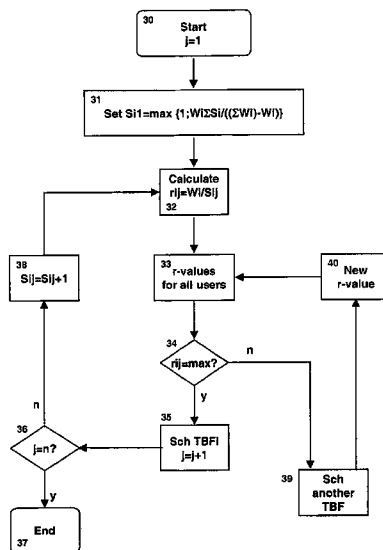 30
Start
j=1
31
Set Si1=max {1;WiΣSi/((ΣWi)-Wi)}
Calculate
rij=Wi/Sij
32
38
Sij=Sij+1
33
r-values
for all users
40
New
r-value
34
rij=max?
n
y
n
36
j=n?
35
Sch TBFi
j=j+1
39
Sch
another
TBF
y
End
37